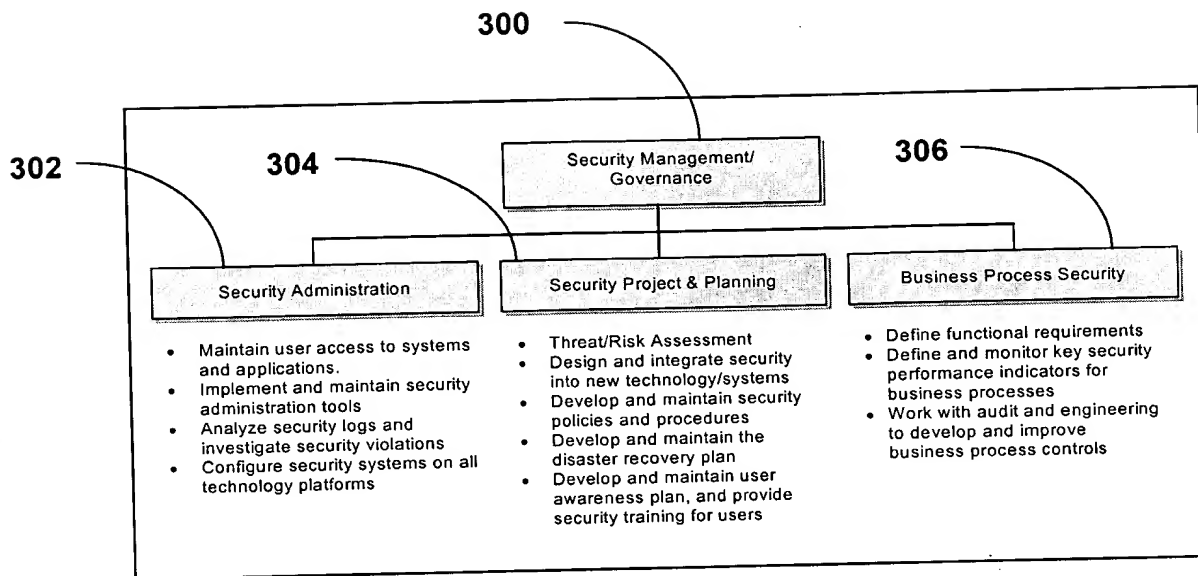 300
302
304
306
Security Management/
Governance
Security Administration
Security Project & Planning
Business Process Security
• Maintain user access to systems
and applications.
• Implement and maintain security
administration tools
• Analyze security logs and
investigate security violations
• Configure security systems on all
technology platforms
• Threat/Risk Assessment
• Design and integrate security
into new technology/systems
• Develop and maintain security
policies and procedures
• Develop and maintain the
disaster recovery plan
• Develop and maintain user
awareness plan, and provide
security training for users
• Define functional requirements
• Define and monitor key security
performance indicators for
business processes
• Work with audit and engineering
to develop and improve
business process controls